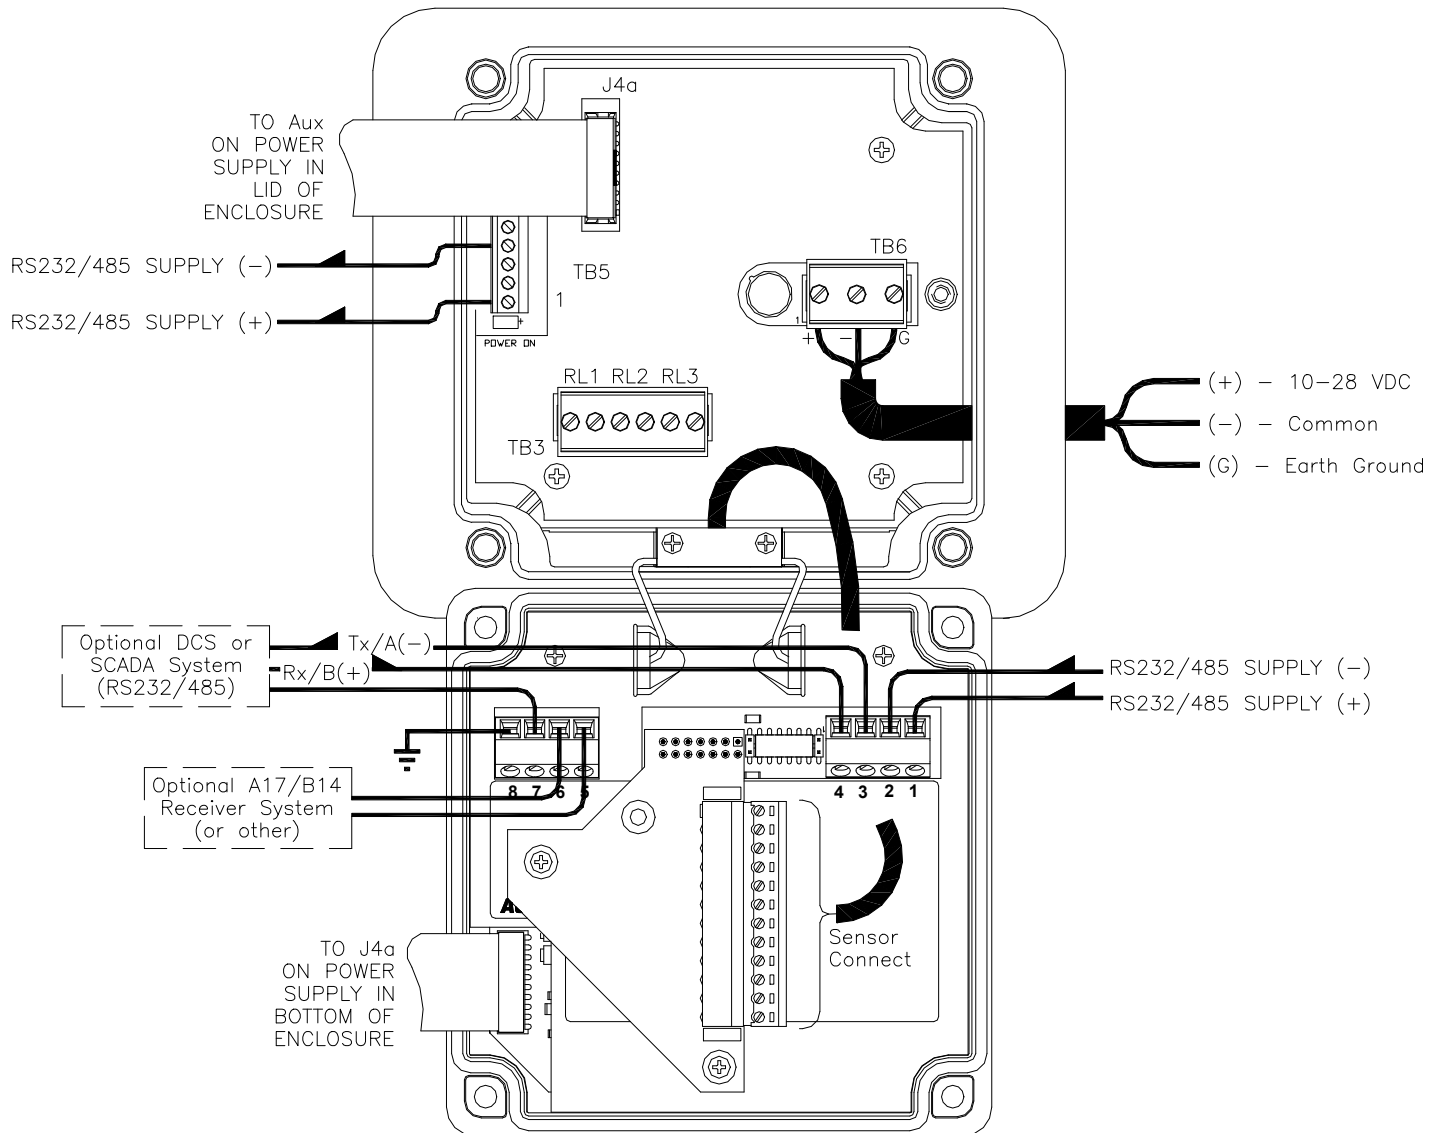 J4a
TO Aux
ON POWER
SUPPLY IN
LID OF
ENCLOSURE
RS232/485 SUPPLY (-)
RS232/485 SUPPLY (+)
TB5
1
+
POWER ON
TB6
1
+ - G
RL1 RL2 RL3
TB3
(+) - 10-28 VDC
(-) - Common
(G) - Earth Ground
Optional DCS or
SCADA System
(RS232/485)
Tx/A(-)
Rx/B(+)
RS232/485 SUPPLY (-)
RS232/485 SUPPLY (+)
8 7 6 5
4 3 2 1
Optional A17/B14
Receiver System
(or other)
Sensor
Connect
TO J4a
ON POWER
SUPPLY IN
BOTTOM OF
ENCLOSURE